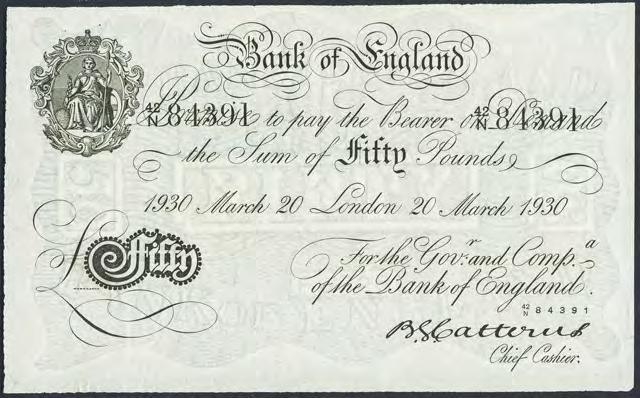 Bank of England
42/N 84391 42/N 84391
I Promise to pay the Bearer on Demand
the Sum of Fifty Pounds
1930 March 20 London 20 March 1930
£ Fifty
For the Govr. and Compa.
of the Bank of England.
42/N 84391
B.G. Catterns
Chief Cashier.